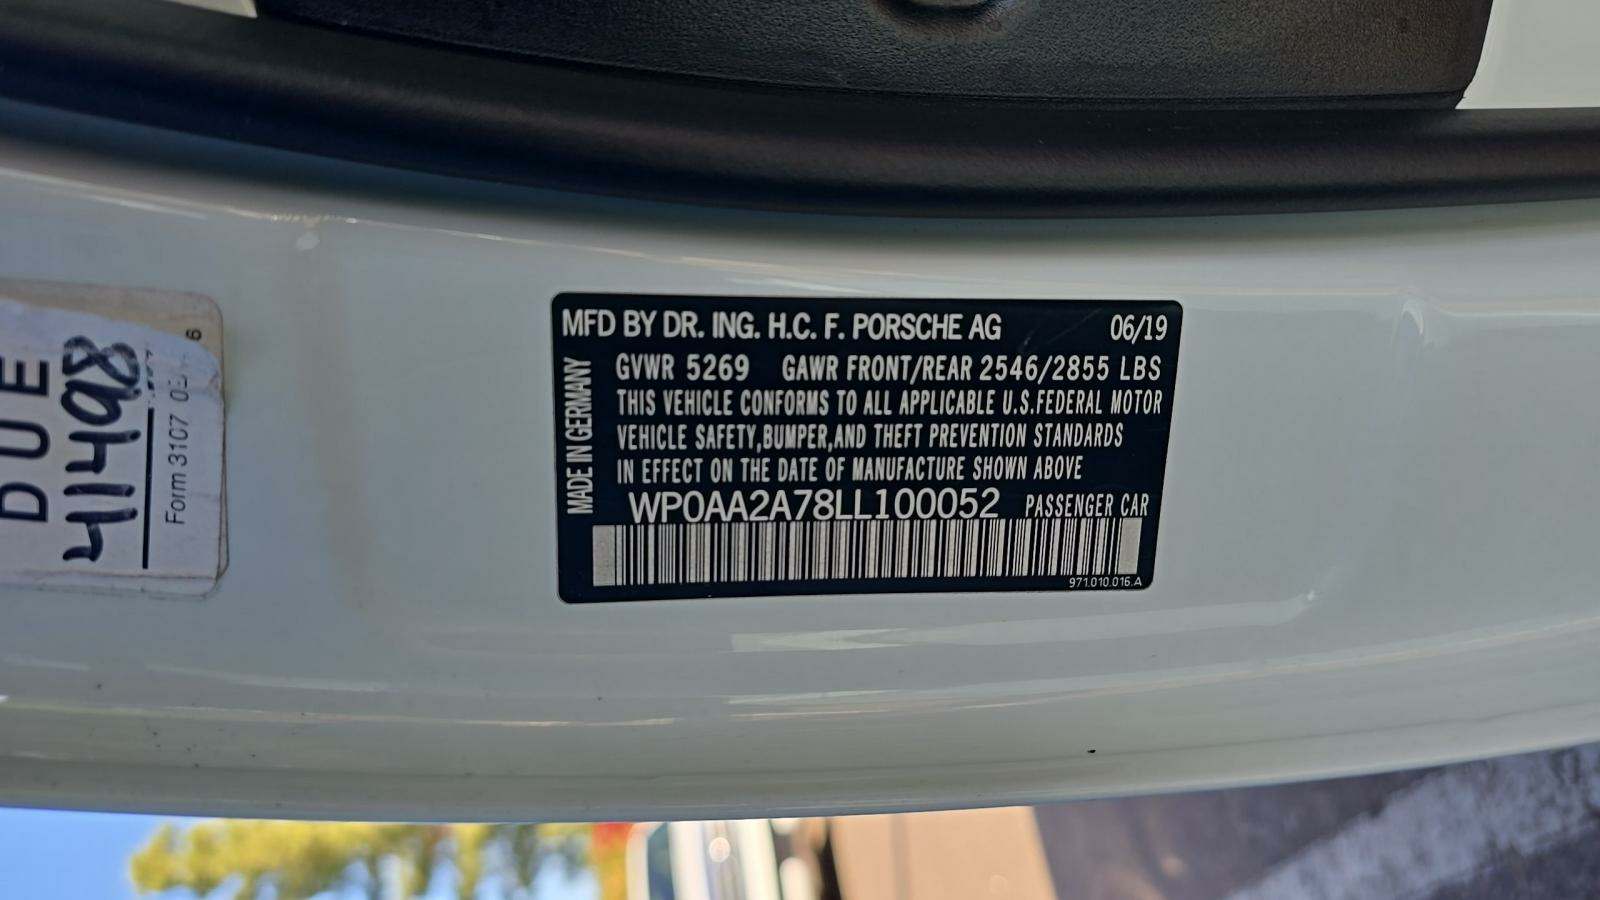 MFD BY DR. ING. H.C. F. PORSCHE AG 06/19
GVWR 5269 GAWR FRONT/REAR 2546/2855 LBS
THIS VEHICLE CONFORMS TO ALL APPLICABLE U.S.FEDERAL MOTOR
VEHICLE SAFETY,BUMPER,AND THEFT PREVENTION STANDARDS
IN EFFECT ON THE DATE OF MANUFACTURE SHOWN ABOVE
WP0AA2A78LL100052 PASSENGER CAR
971.010.016.A
MADE IN GERMANY
DUE
41498
Form 3107